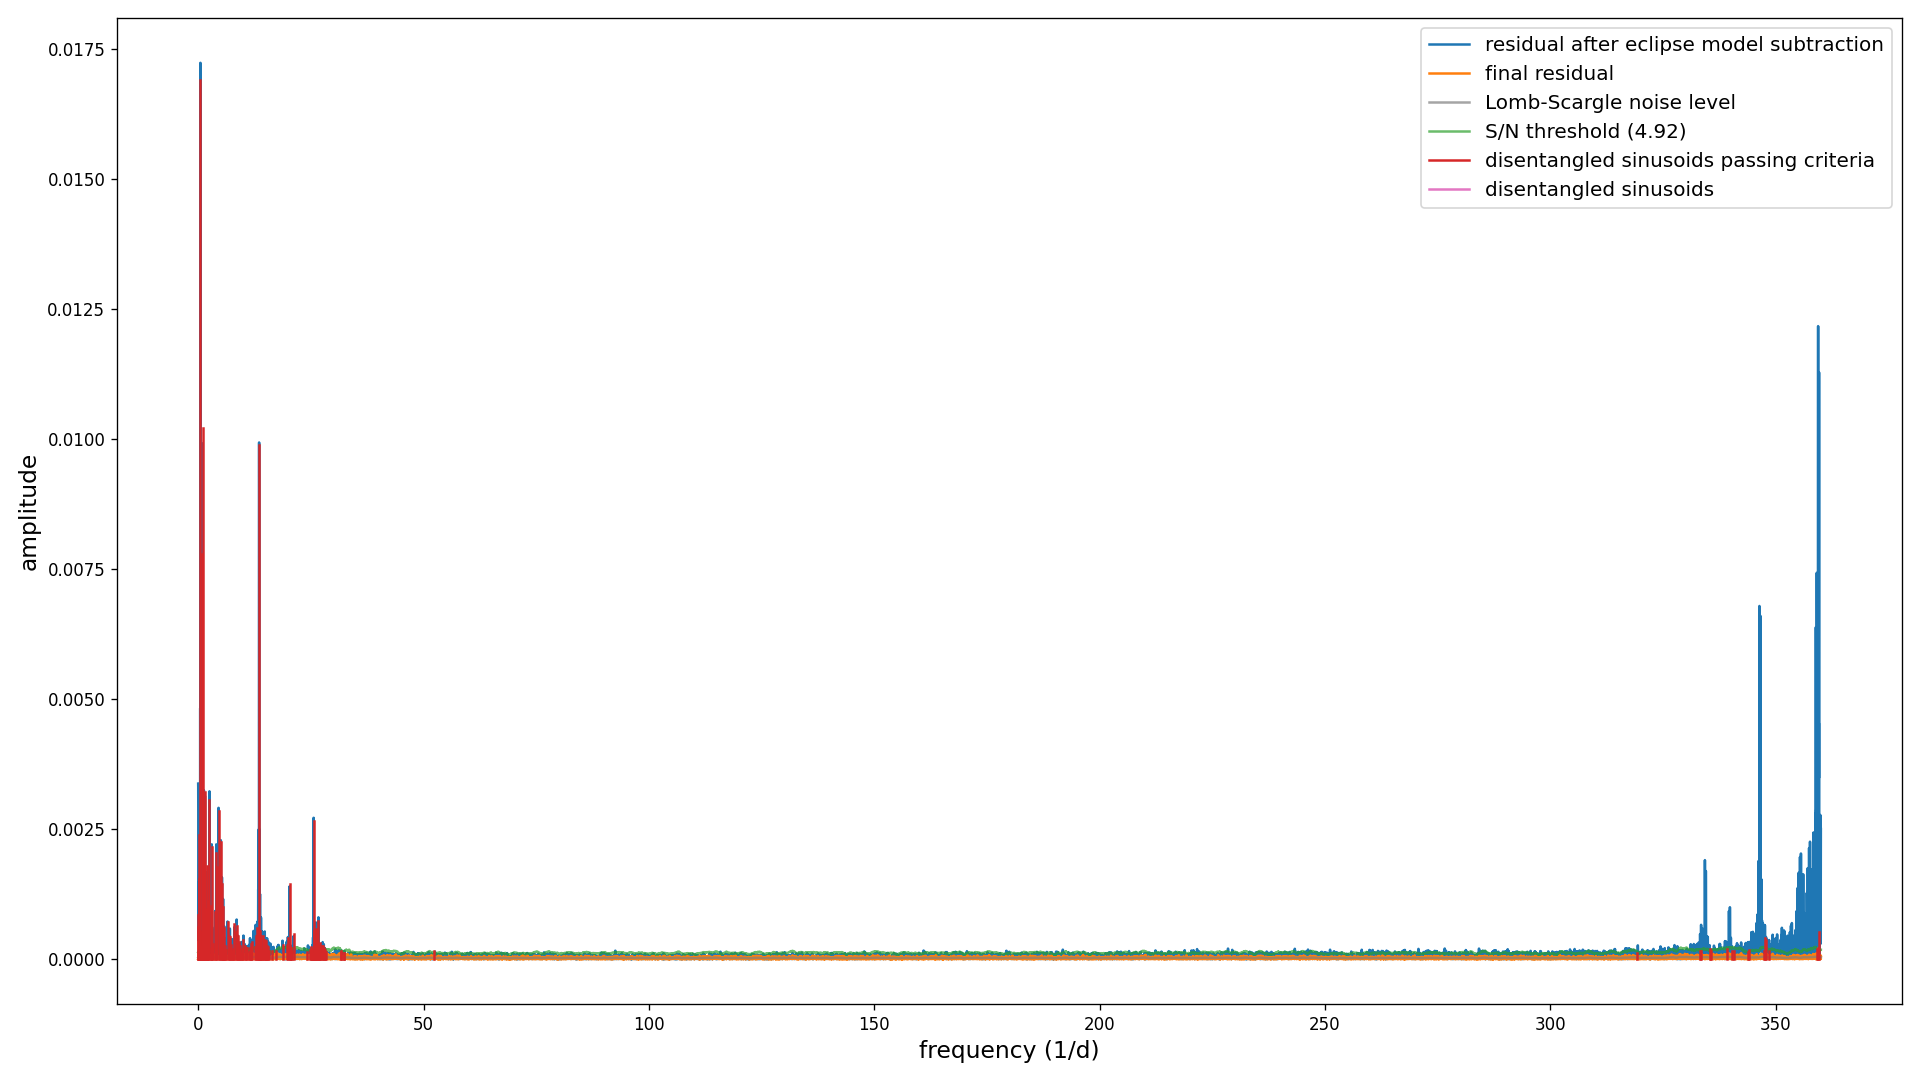 residual after eclipse model subtraction
final residual
Lomb-Scargle noise level
S/N threshold (4.92)
disentangled sinusoids passing criteria
disentangled sinusoids
amplitude
0.0175
0.0150
0.0125
0.0100
0.0075
0.0050
0.0025
0.0000
0 50 100 150 200 250 300 350
frequency (1/d)